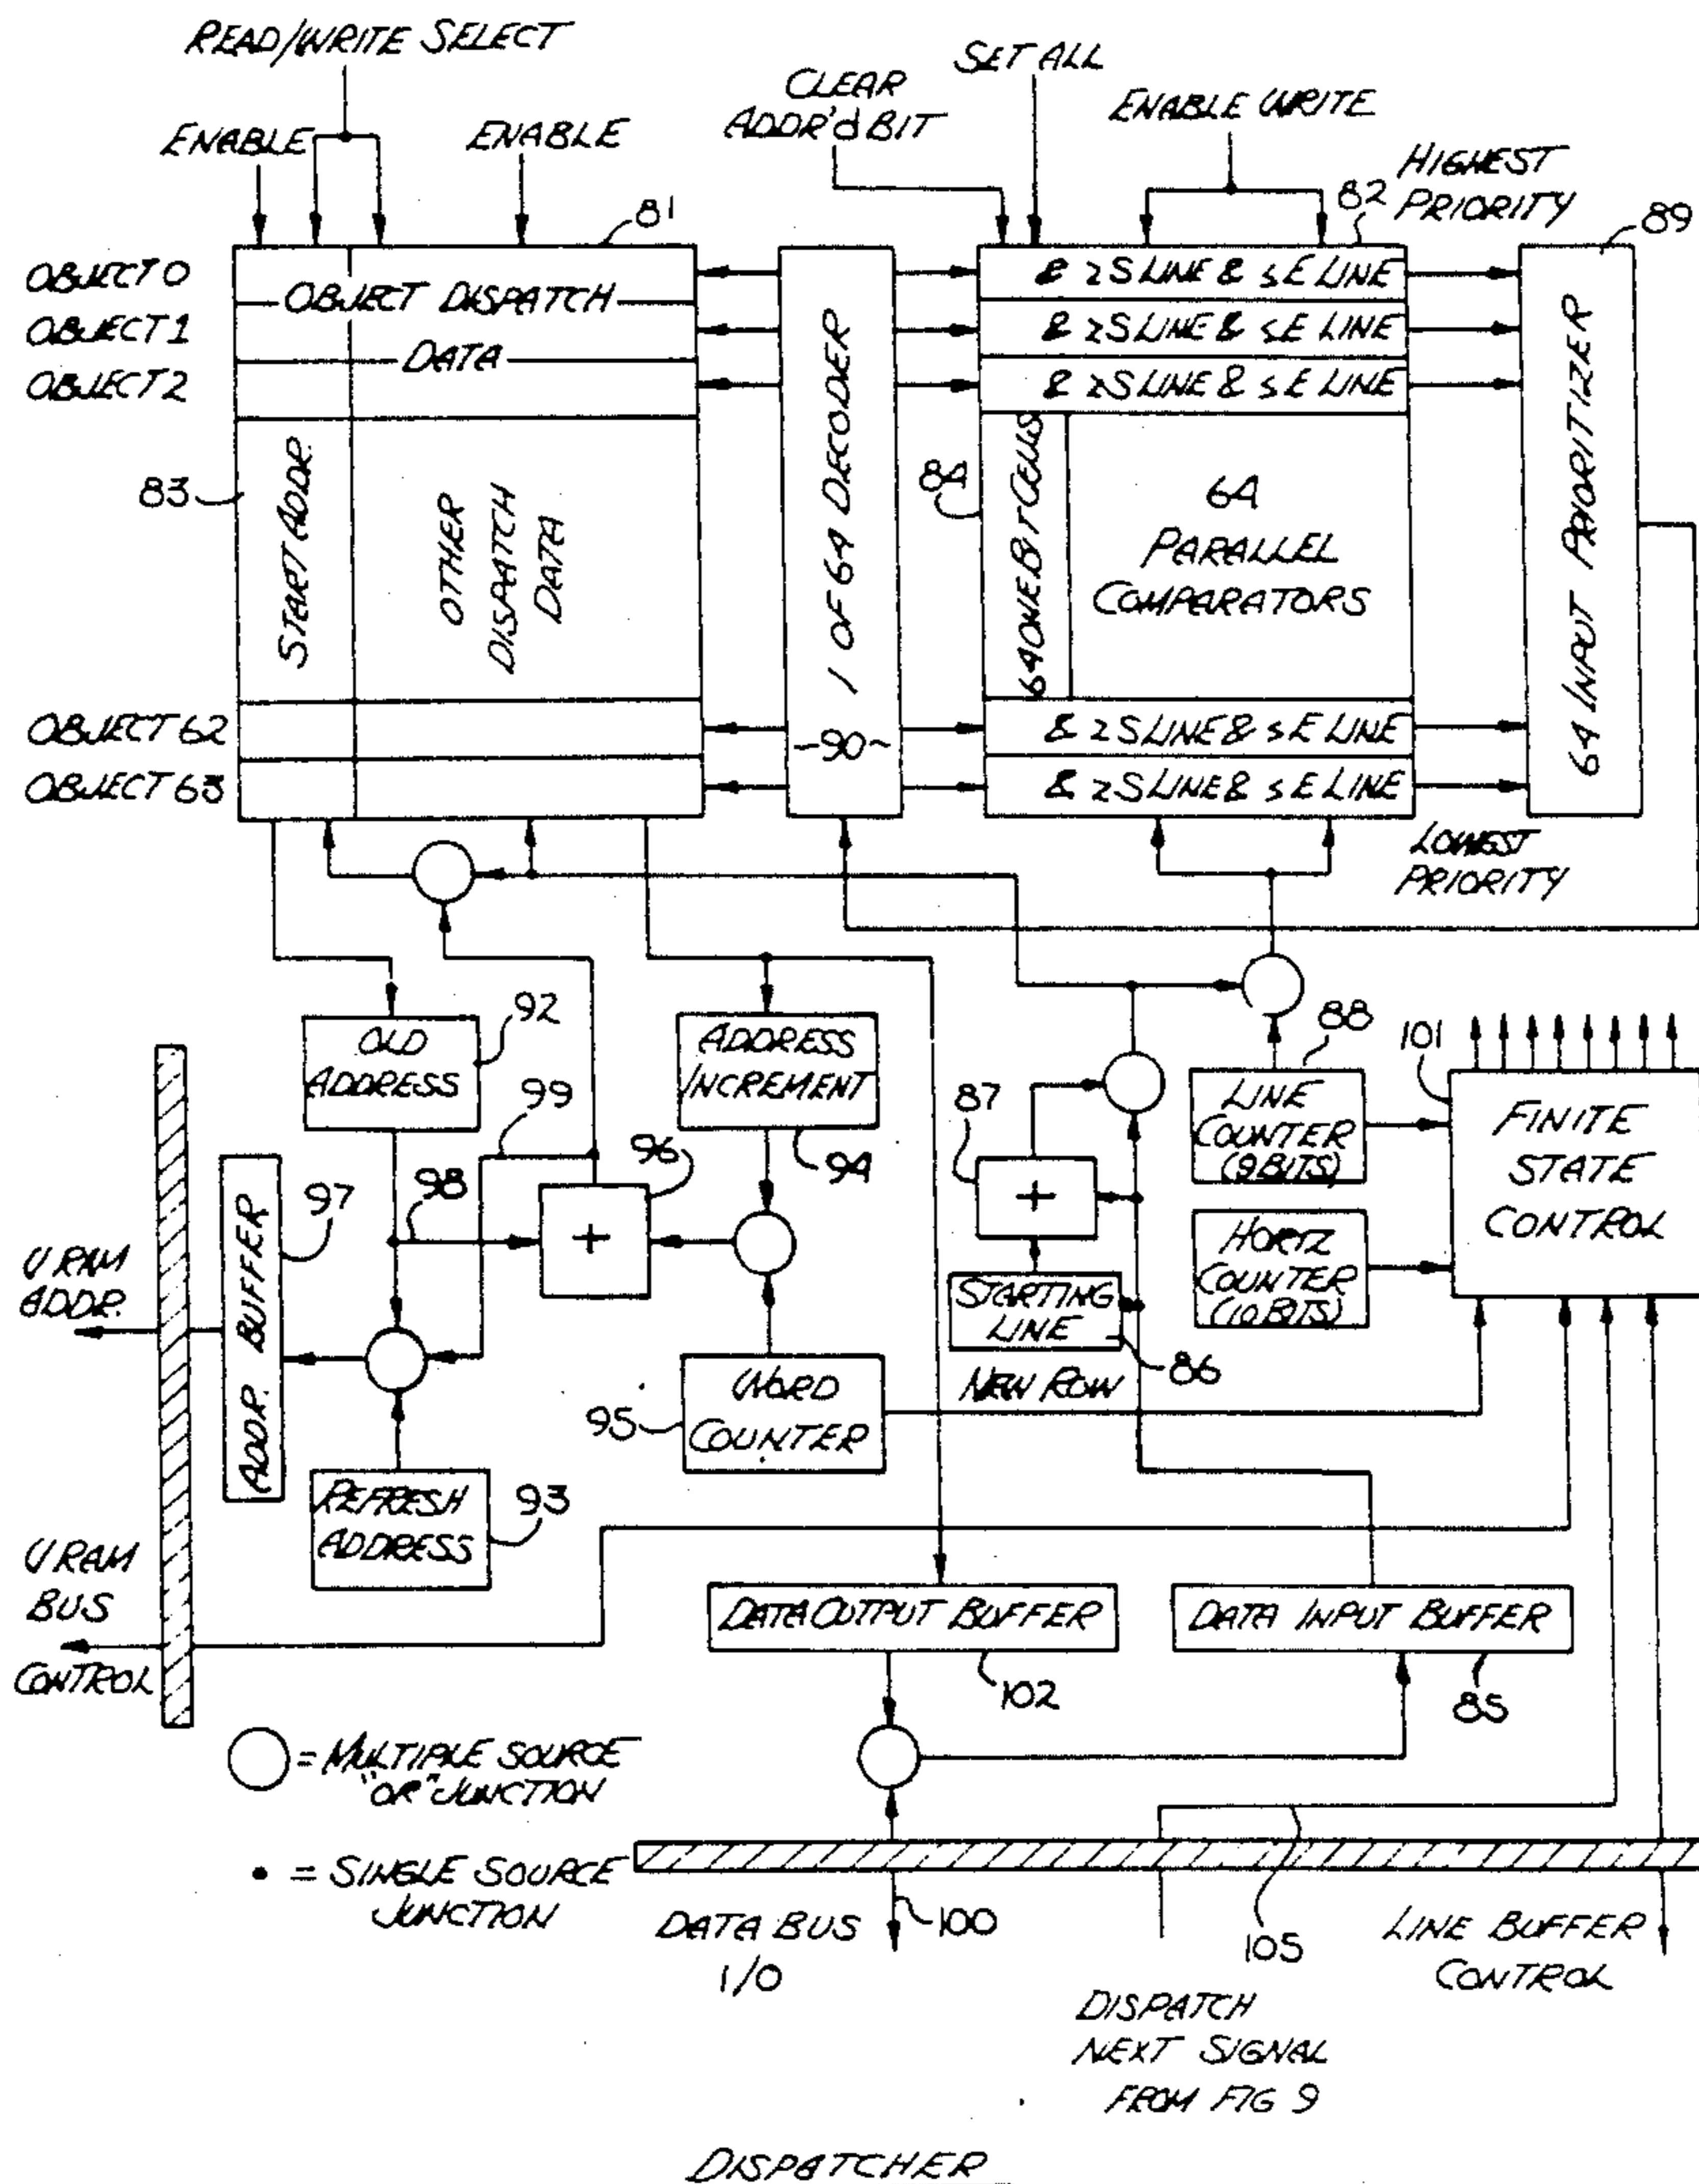 READ/WRITE SELECT
ENABLE
ENABLE
CLEAR
ADDR'd BIT
SET ALL
ENABLE WRITE
HIGHEST
PRIORITY
81
82
89
OBJECT 0
OBJECT 1
OBJECT 2
OBJECT DISPATCH
DATA
& ≥S LINE & ≤E LINE
& ≥S LINE & ≤E LINE
& ≥S LINE & ≤E LINE
83
START ADDR.
OTHER
DISPATCH
DATA
1 OF 64 DECODER
-90-
84
64 ONE BIT CELLS
64
PARALLEL
COMPARATORS
64 INPUT PRIORITIZER
OBJECT 62
OBJECT 63
& ≥S LINE & ≤E LINE
& ≥S LINE & ≤E LINE
LOWEST
PRIORITY
OLD
ADDRESS
92
ADDRESS
INCREMENT
94
99
96
98
+
87
+
88
LINE
COUNTER
(9 BITS)
101
FINITE
STATE
CONTROL
HORIZ
COUNTER
(10 BITS)
STARTING
LINE
86
NEW ROW
97
ADDR. BUFFER
VRAM
ADDR.
WORD
COUNTER
95
REFRESH
ADDRESS
93
VRAM
BUS
CONTROL
DATA OUTPUT BUFFER
102
DATA INPUT BUFFER
85
= MULTIPLE SOURCE
"OR" JUNCTION
• = SINGLE SOURCE
JUNCTION
DATA BUS
I/O
100
105
LINE BUFFER
CONTROL
DISPATCH
NEXT SIGNAL
FROM FIG 9
DISPATCHER